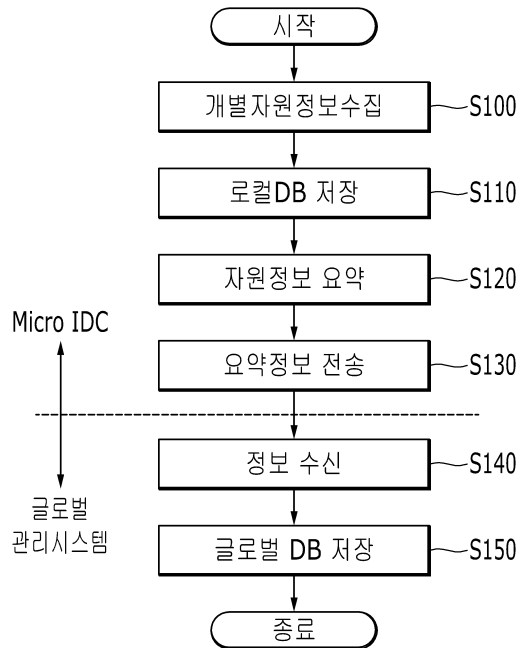 시작
개별자원정보수집
S100
로컬DB 저장
S110
자원정보 요약
S120
Micro IDC
요약정보 전송
S130
정보 수신
S140
글로벌
관리시스템
글로벌 DB 저장
S150
종료